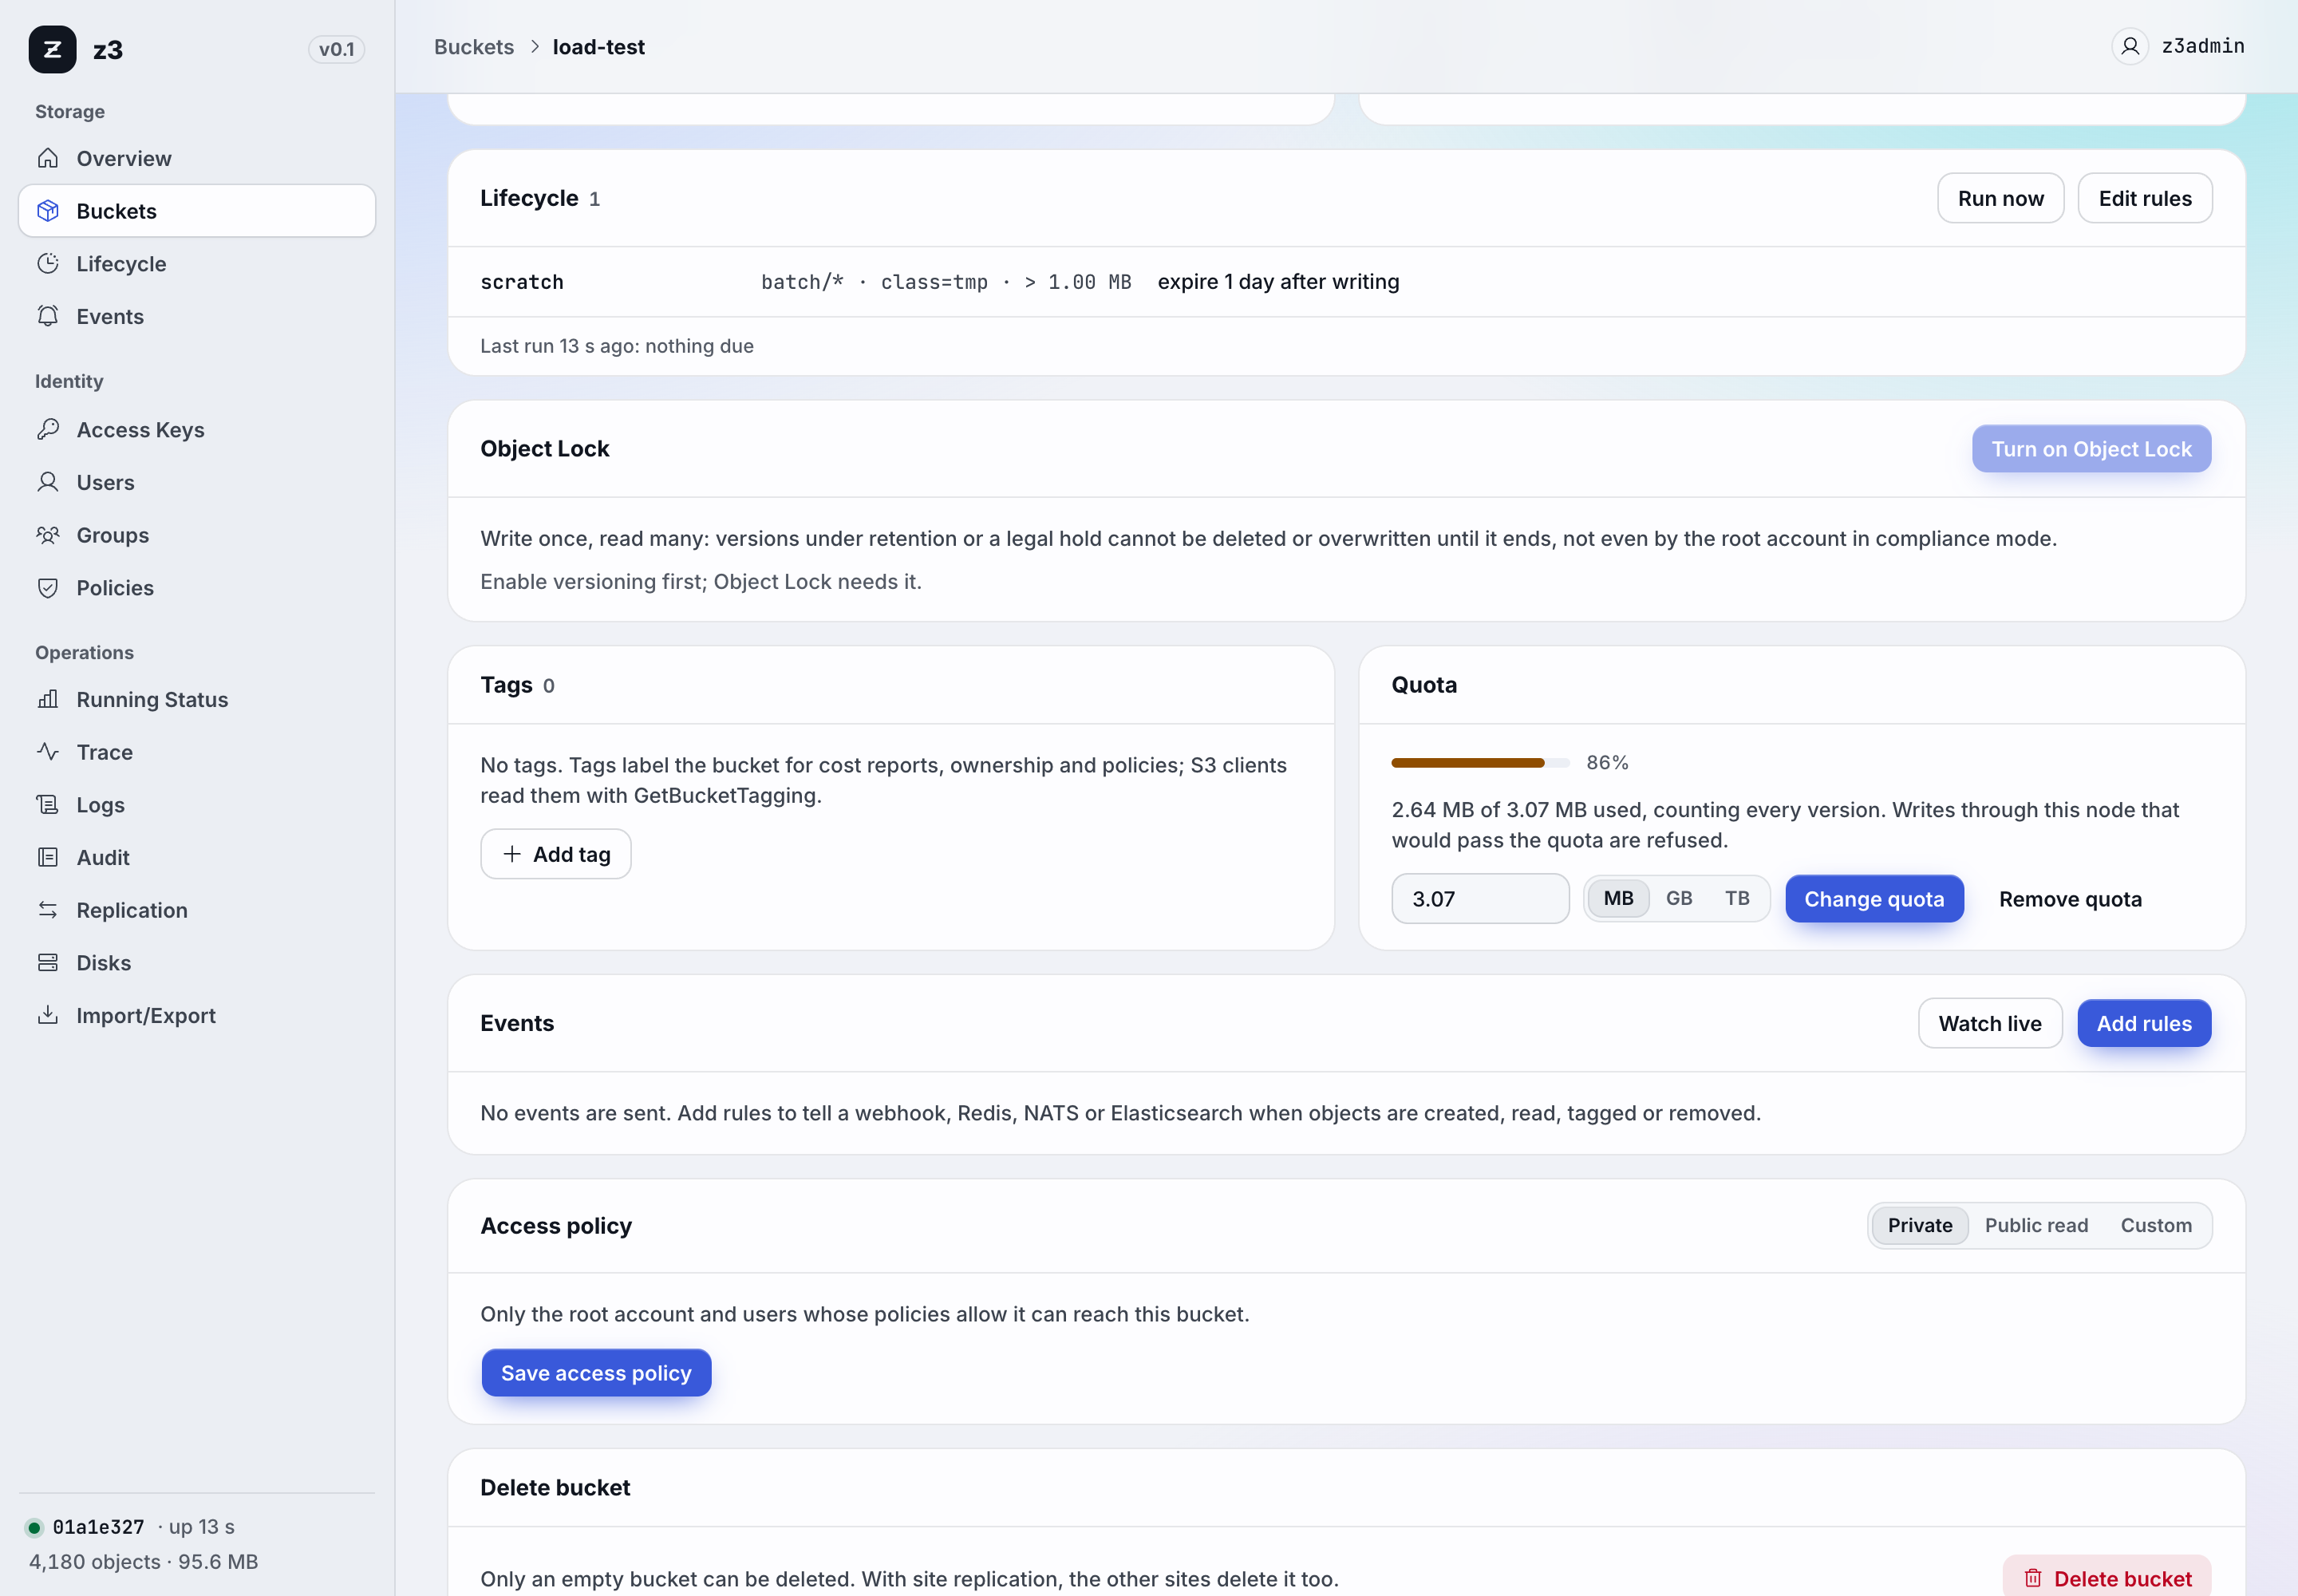 z3
v0.1
Storage
Overview
Buckets
Lifecycle
Events
Identity
Access Keys
Users
Groups
Policies
Operations
Running Status
Trace
Logs
Audit
Replication
Disks
Import/Export
01a1e327 · up 13 s
4,180 objects · 95.6 MB
Buckets > load-test
z3admin
Lifecycle 1
Run now
Edit rules
scratch batch/* · class=tmp · > 1.00 MB expire 1 day after writing
Last run 13 s ago: nothing due
Object Lock
Turn on Object Lock
Write once, read many: versions under retention or a legal hold cannot be deleted or overwritten until it ends, not even by the root account in compliance mode.
Enable versioning first; Object Lock needs it.
Tags 0
No tags. Tags label the bucket for cost reports, ownership and policies; S3 clients
read them with GetBucketTagging.
Add tag
Quota
86%
2.64 MB of 3.07 MB used, counting every version. Writes through this node that
would pass the quota are refused.
3.07 MB GB TB Change quota Remove quota
Events
Watch live
Add rules
No events are sent. Add rules to tell a webhook, Redis, NATS or Elasticsearch when objects are created, read, tagged or removed.
Access policy
Private Public read Custom
Only the root account and users whose policies allow it can reach this bucket.
Save access policy
Delete bucket
Only an empty bucket can be deleted. With site replication, the other sites delete it too.
Delete bucket